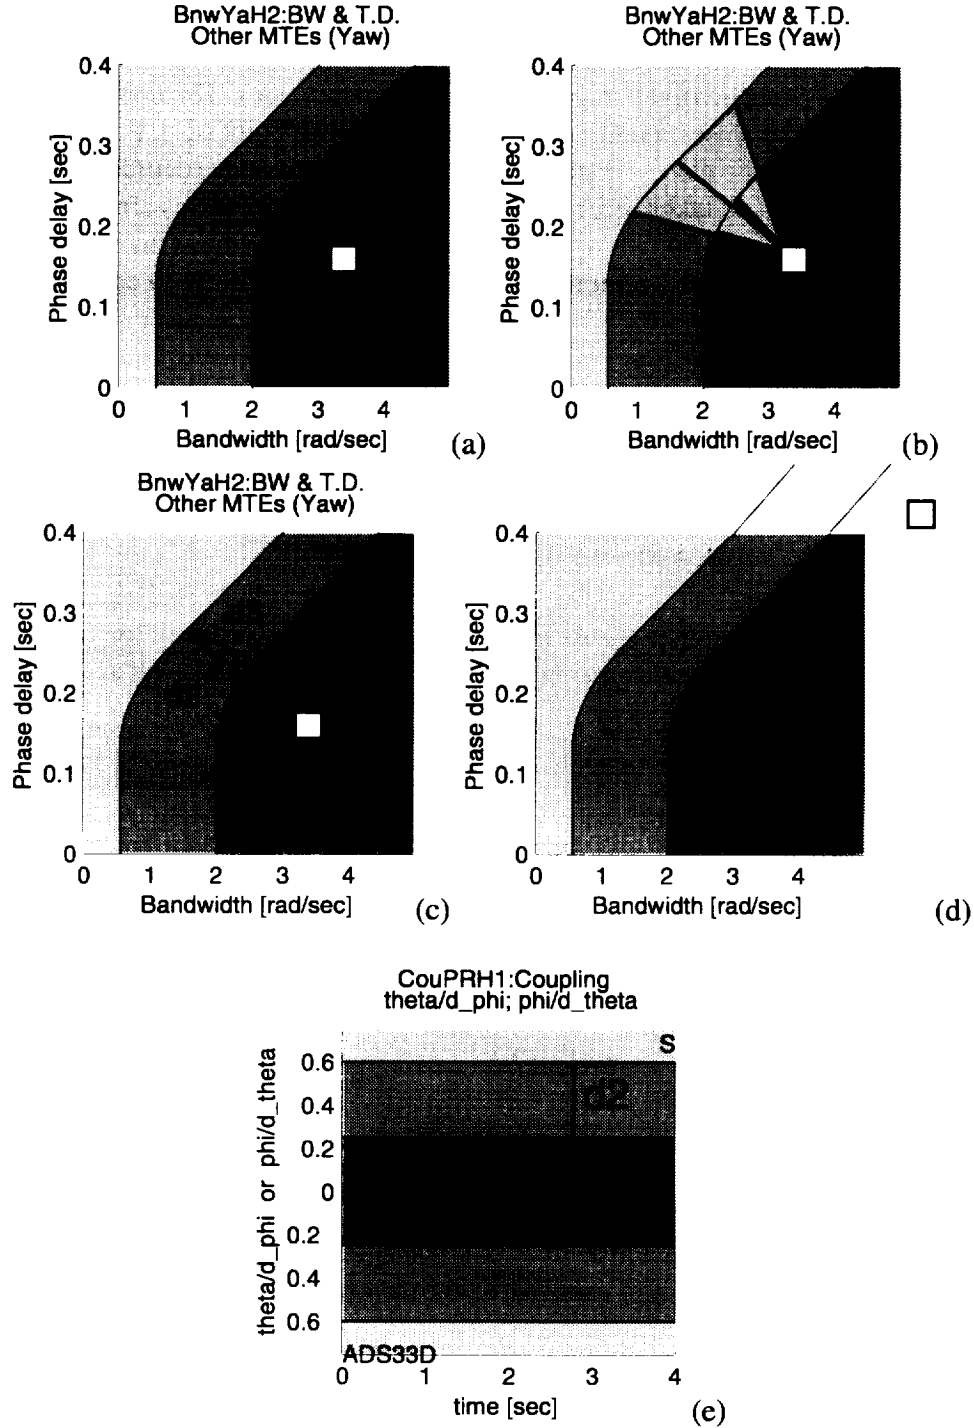 BnwYaH2:BW & T.D.
Other MTEs (Yaw)
0.4
0.3
0.2
0.1
0
Phase delay [sec]
0 1 2 3 4
Bandwidth [rad/sec]
(a)
BnwYaH2:BW & T.D.
Other MTEs (Yaw)
0.4
0.3
0.2
0.1
0
Phase delay [sec]
0 1 2 3 4
Bandwidth [rad/sec]
(b)
BnwYaH2:BW & T.D.
Other MTEs (Yaw)
0.4
0.3
0.2
0.1
0
Phase delay [sec]
0 1 2 3 4
Bandwidth [rad/sec]
(c)
0.4
0.3
0.2
0.1
0
Phase delay [sec]
0 1 2 3 4
Bandwidth [rad/sec]
(d)
CouPRH1:Coupling
theta/d_phi; phi/d_theta
S
0.6
0.4
0.2
0
0.2
0.4
0.6
theta/d_phi or phi/d_theta
d2
ADS33D
0 1 2 3 4
time [sec]
(e)